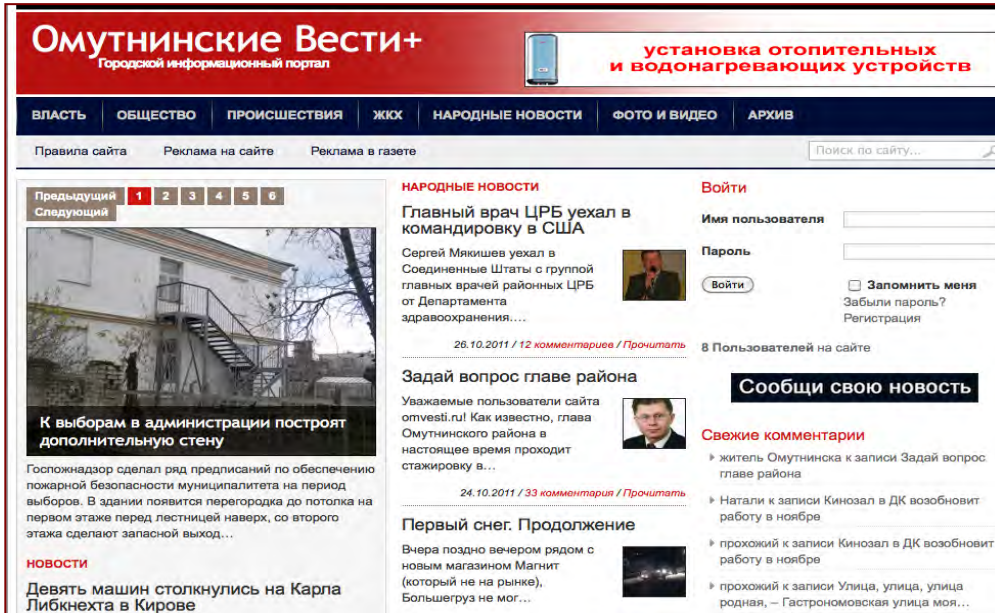 Омутнинские Вести+
Городской информационный портал
установка отопительных
и водонагревающих устройств
ВЛАСТЬ ОБЩЕСТВО ПРОИСШЕСТВИЯ ЖКХ НАРОДНЫЕ НОВОСТИ ФОТО И ВИДЕО АРХИВ
Правила сайта Реклама на сайте Реклама в газете
Поиск по сайту...
Предыдущий 1 2 3 4 5 6
Следующий
К выборам в администрации построят
дополнительную стену
Госпожнадзор сделал ряд предписаний по обеспечению
пожарной безопасности муниципалитета на период
выборов. В здании появится перегородка до потолка на
первом этаже перед лестницей наверх, со второго
этажа сделают запасной выход…
НОВОСТИ
Девять машин столкнулись на Карла
Либкнехта в Кирове
НАРОДНЫЕ НОВОСТИ
Главный врач ЦРБ уехал в
командировку в США
Сергей Мякишев уехал в
Соединенные Штаты с группой
главных врачей районных ЦРБ
от Департамента
здравоохранения.…
26.10.2011 / 12 комментариев / Прочитать
Задай вопрос главе района
Уважаемые пользователи сайта
omvesti.ru! Как известно, глава
Омутнинского района в
настоящее время проходит
стажировку в…
24.10.2011 / 33 комментария / Прочитать
Первый снег. Продолжение
Вчера поздно вечером рядом с
новым магазином Магнит
(который не на рынке),
Большегруз не мог…
Войти
Имя пользователя
Пароль
Войти
Запомнить меня
Забыли пароль?
Регистрация
8 Пользователей на сайте
Сообщи свою новость
Свежие комментарии
житель Омутнинска к записи Задай вопрос
главе района
Натали к записи Кинозал в ДК возобновит
работу в ноябре
прохожий к записи Кинозал в ДК возобновит
работу в ноябре
прохожий к записи Улица, улица, улица
родная, – Гастрономовская улица моя…